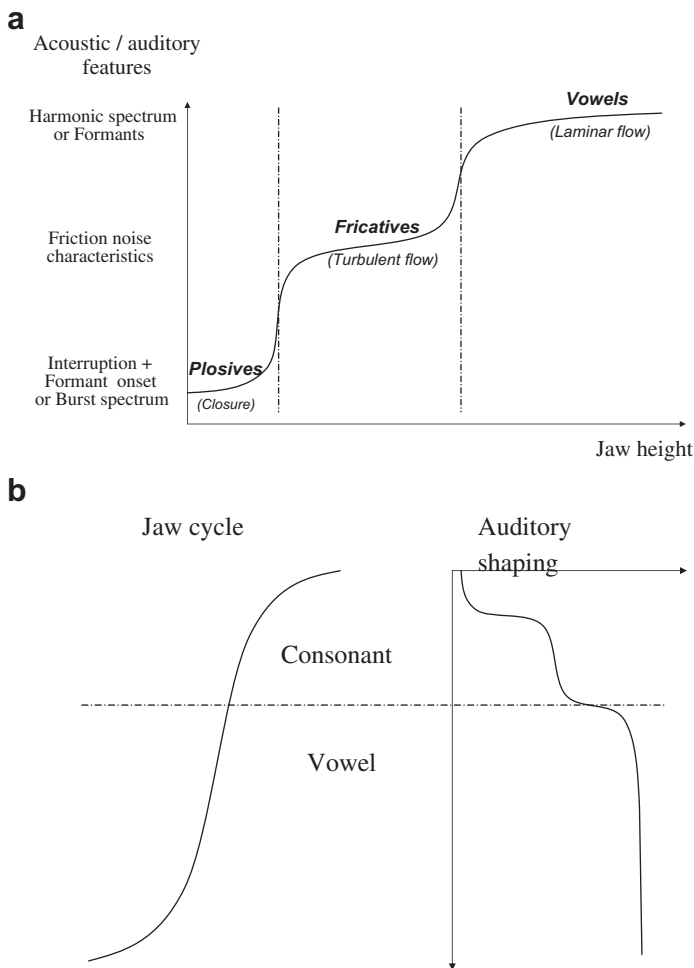 a
Acoustic / auditory
features
Harmonic spectrum
or Formants
Vowels
(Laminar flow)
Friction noise
characteristics
Fricatives
(Turbulent flow)
Interruption +
Formant onset
or Burst spectrum
Plosives
(Closure)
Jaw height
b
Jaw cycle
Auditory
shaping
Consonant
Vowel